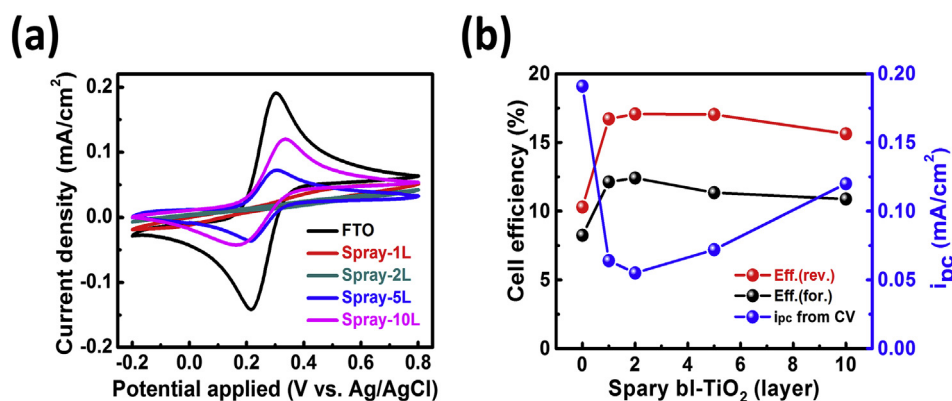 (a)
Current density (mA/cm²)
0.2
0.1
0.0
-0.1
-0.2
FTO
Spray-1L
Spray-2L
Spray-5L
Spray-10L
-0.2 0.0 0.2 0.4 0.6 0.8
Potential applied (V vs. Ag/AgCl)
(b)
Cell efficiency (%)
20
15
10
5
0
Eff.(rev.)
Eff.(for.)
iₚc from CV
0 2 4 6 8 10
Spary bl-TiO₂ (layer)
0.20
0.15
0.10
0.05
0.00
iₚc (mA/cm²)